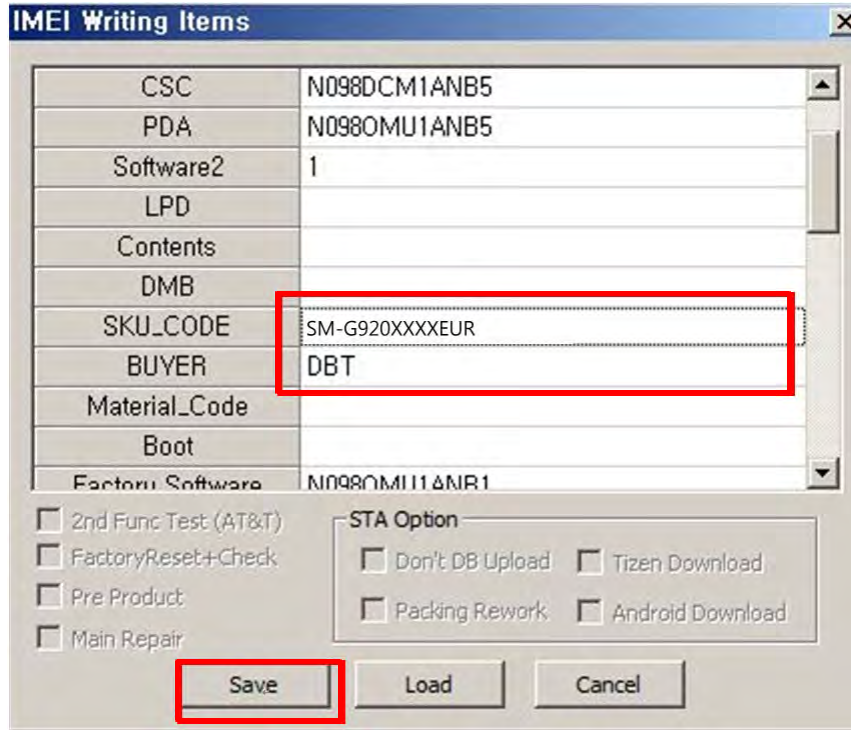 IMEI Writing Items
CSC N098DCM1ANB5
PDA N098OMU1ANB5
Software2 1
LPD
Contents
DMB
SKU_CODE SM-G920XXXXEUR
BUYER DBT
Material_Code
Boot
Factory Software N098OMU1ANB1
2nd Func Test (AT&T)
FactoryReset+Check
Pre Product
Main Repair
STA Option
Don't DB Upload Tizen Download
Packing Rework Android Download
Save Load Cancel